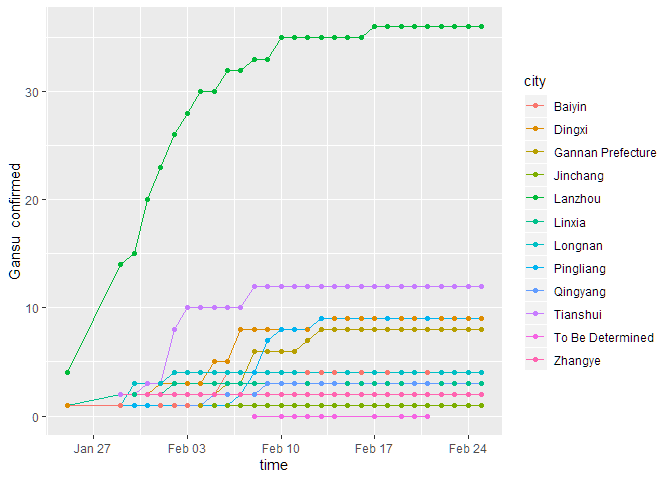 Gansu confirmed
30
20
10
0
Jan 27
Feb 03
Feb 10
Feb 17
Feb 24
time
city
Baiyin
Dingxi
Gannan Prefecture
Jinchang
Lanzhou
Linxia
Longnan
Pingliang
Qingyang
Tianshui
To Be Determined
Zhangye